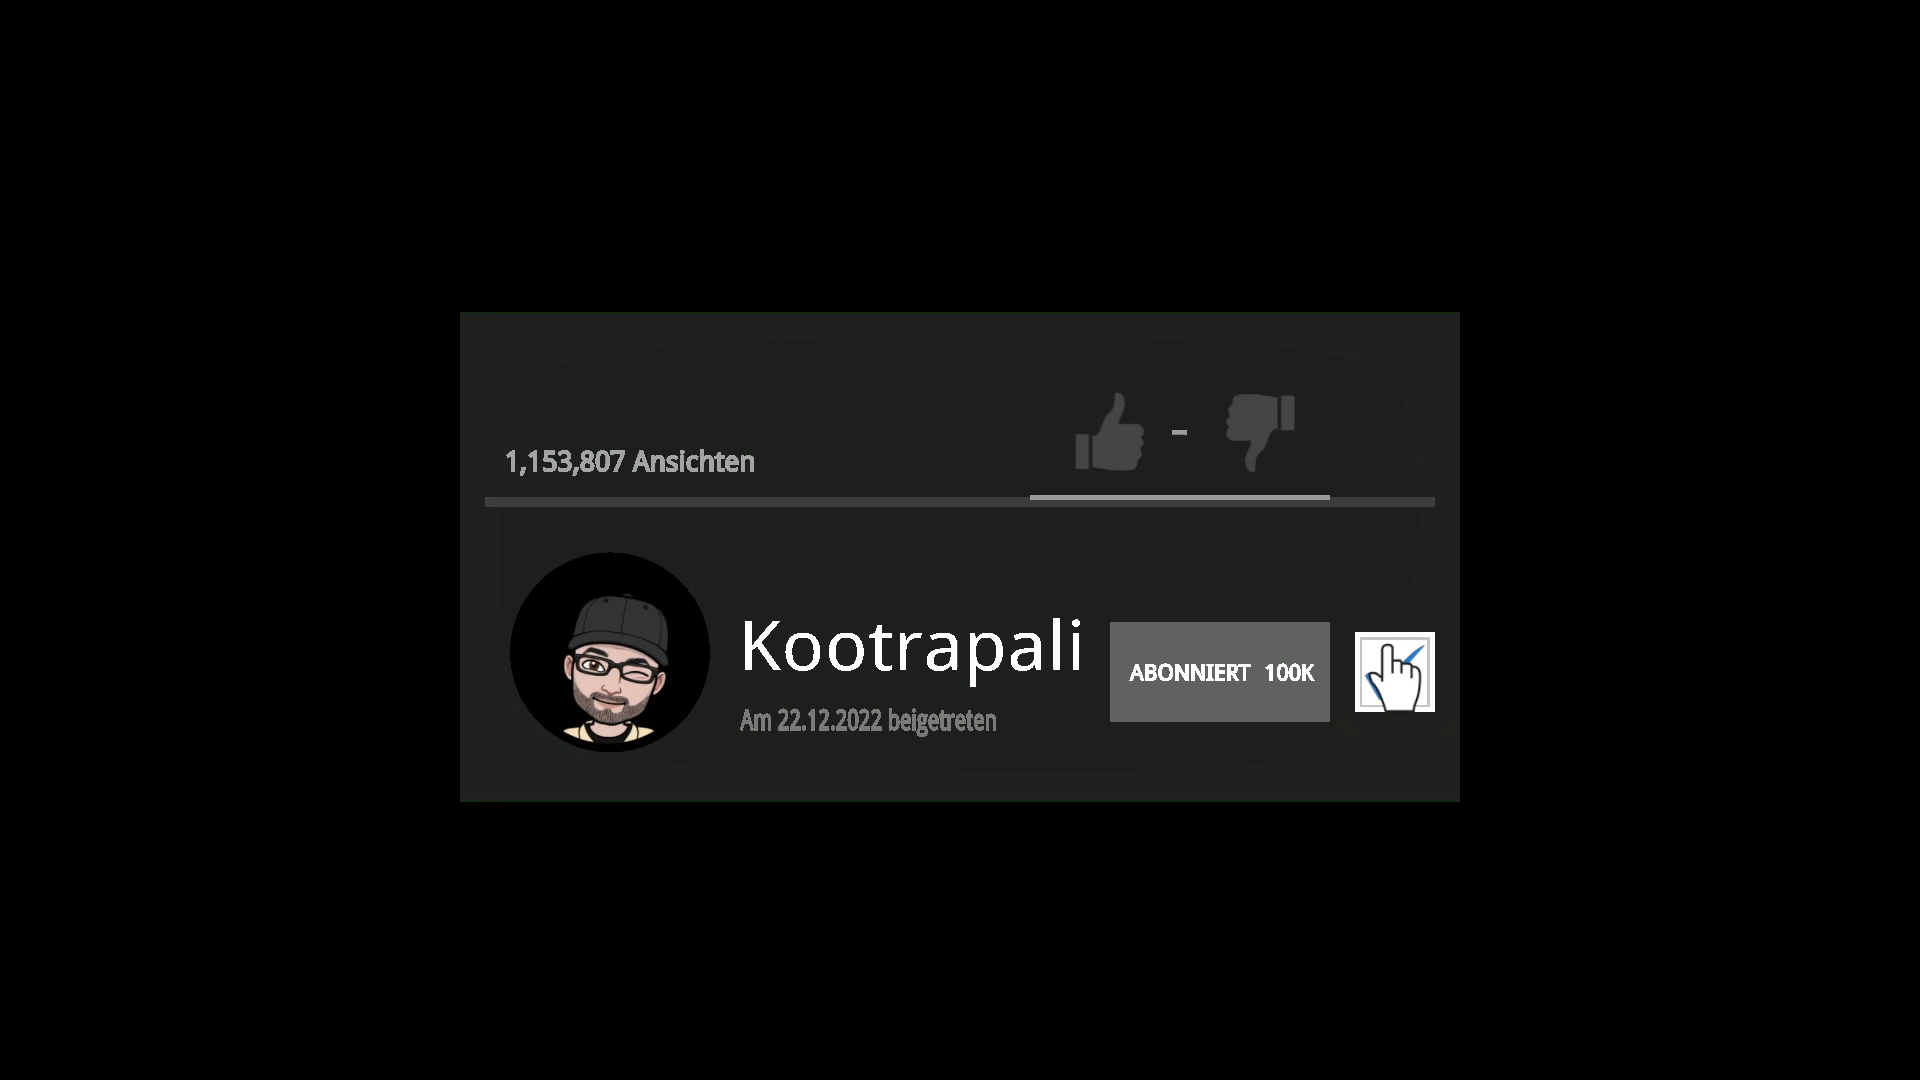 1,153,807 Ansichten
-
Kootrapali
ABONNIERT 100K
Am 22.12.2022 beigetreten